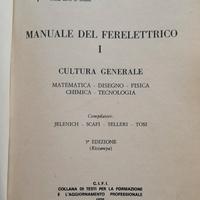 MANUALE DEL FERELETTRICO
I
CULTURA GENERALE
MATEMATICA - DISEGNO - FISICA
CHIMICA - TECNOLOGIA
Compilatori:
JELENICH - SCAFI - SELLERI - TOSI
3ª EDIZIONE
(Ristampa)
C.I.F.I.
COLLANA DI TESTI PER LA FORMAZIONE
E L'AGGIORNAMENTO PROFESSIONALE